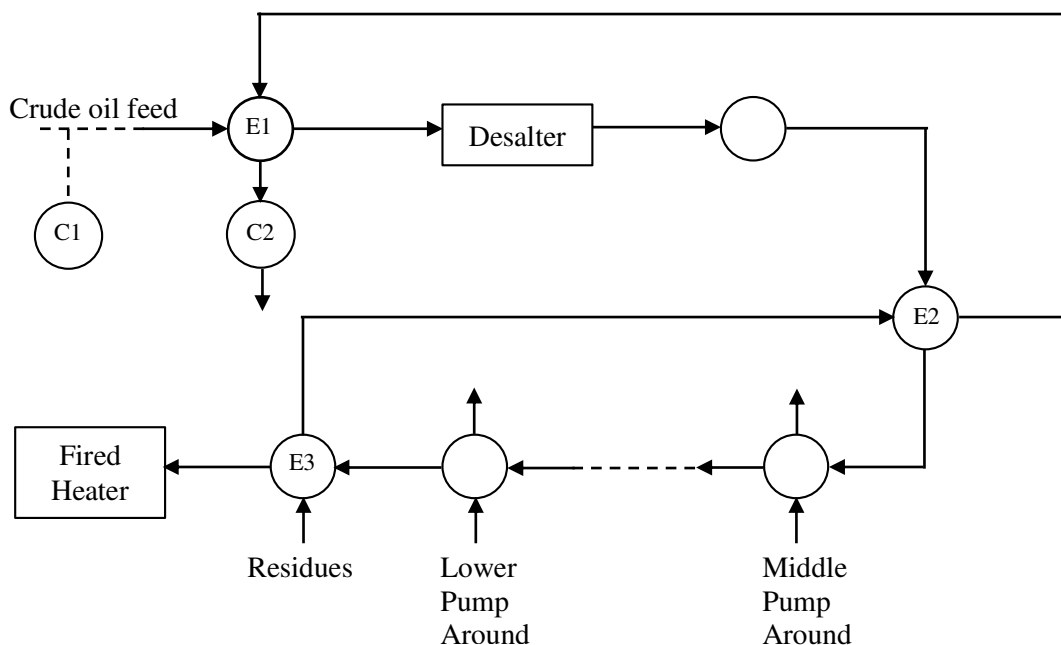 Crude oil feed
E1
Desalter
C1
C2
E2
Fired
Heater
E3
Residues
Lower
Pump
Around
Middle
Pump
Around